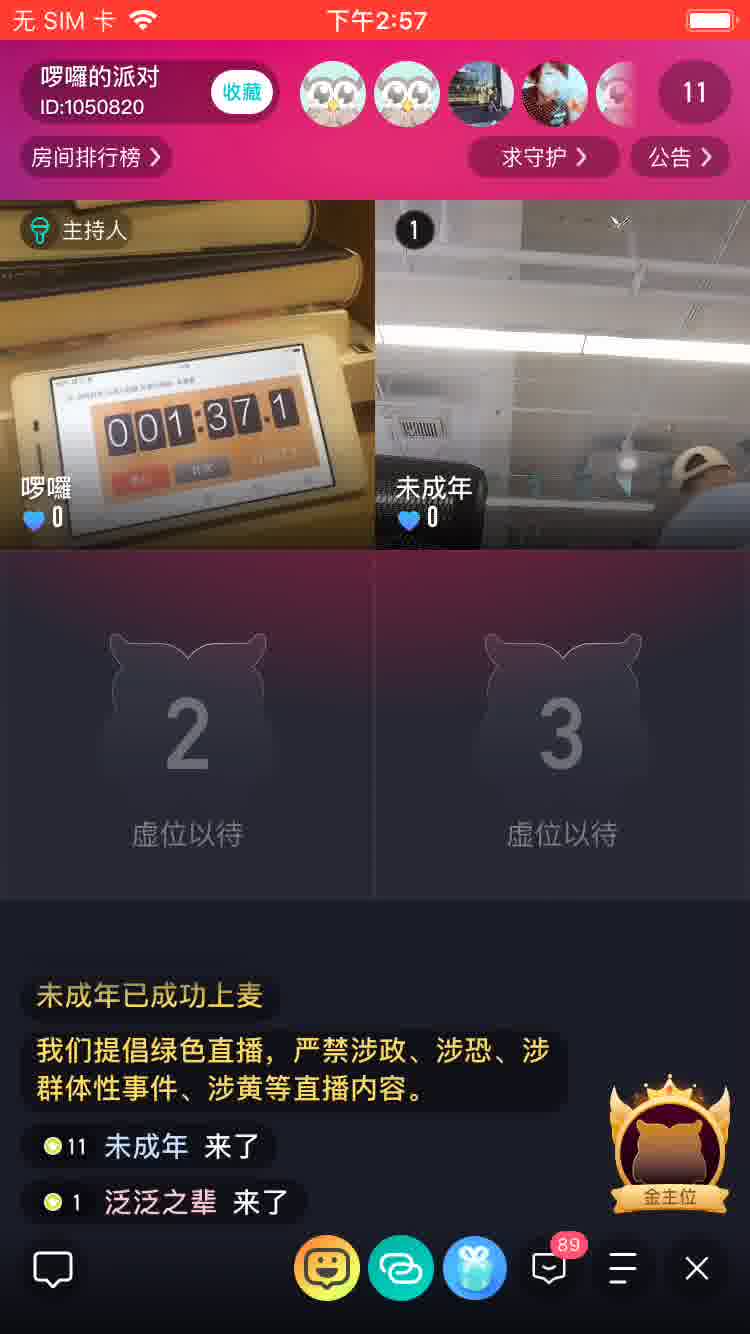 无 SIM 卡
下午2:57
啰囉的派对
ID:1050820
收藏
11
房间排行榜
求守护
公告
主持人
1
001:37.1
啰囉
0
未成年
0
2
3
虚位以待
虚位以待
未成年已成功上麦
我们提倡绿色直播，严禁涉政、涉恐、涉
群体性事件、涉黄等直播内容。
11 未成年 来了
1 泛泛之辈 来了
金主位
89